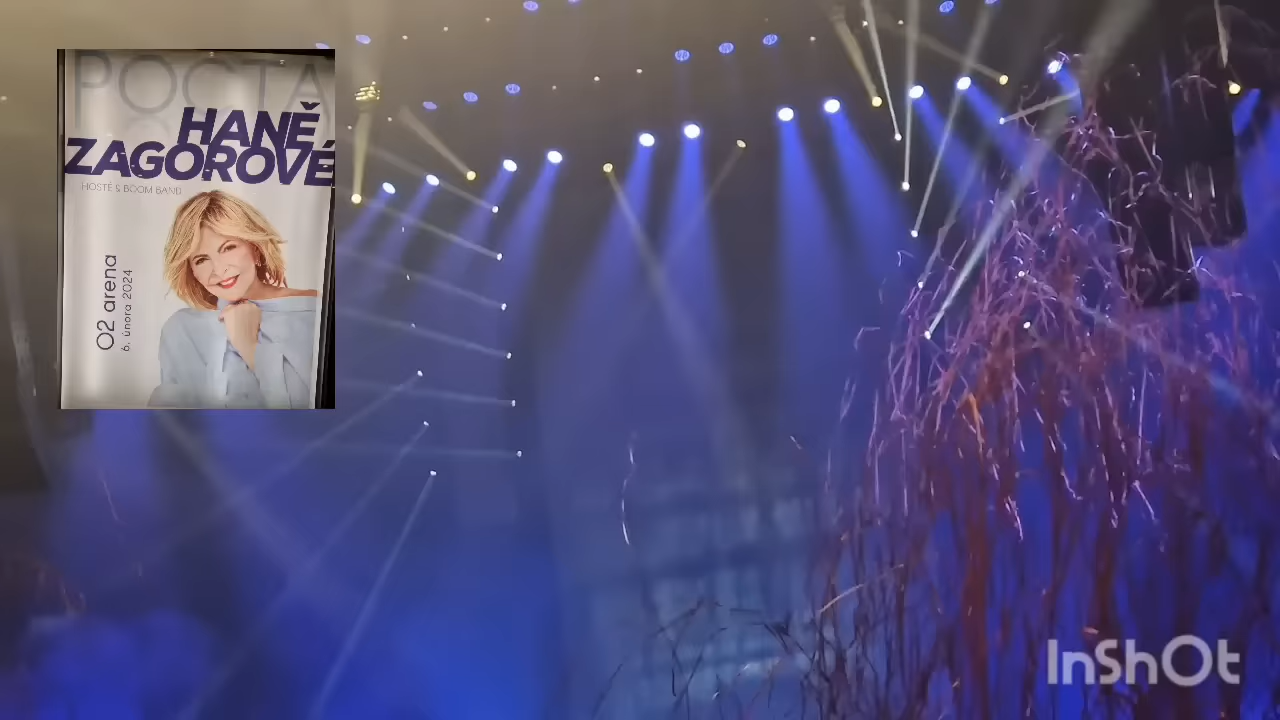 POCTA
HANĚ
ZAGOROVÉ
HOSTÉ & BOOM BAND
O2 arena
6. února 2024
InShOt